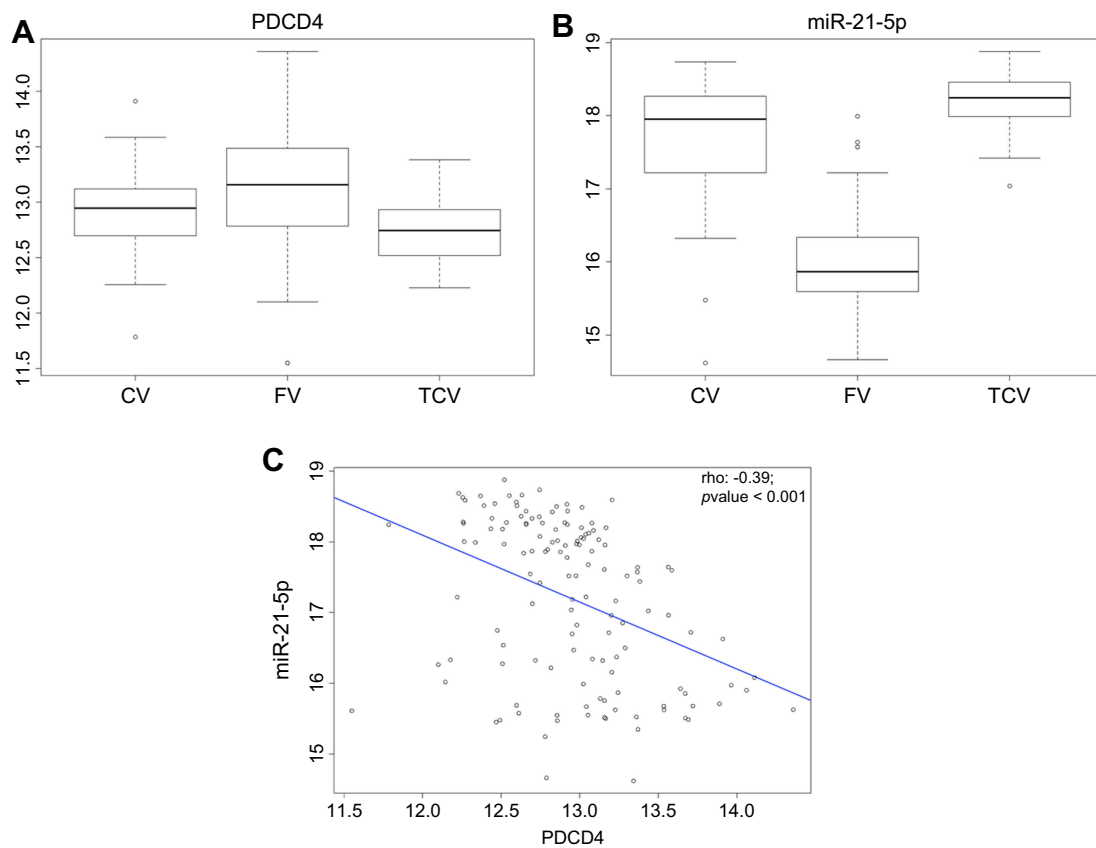 A
PDCD4
14.0
13.5
13.0
12.5
12.0
11.5
CV FV TCV
B
miR-21-5p
19
18
17
16
15
CV FV TCV
C
rho: -0.39;
pvalue < 0.001
miR-21-5p
19
18
17
16
15
11.5 12.0 12.5 13.0 13.5 14.0
PDCD4